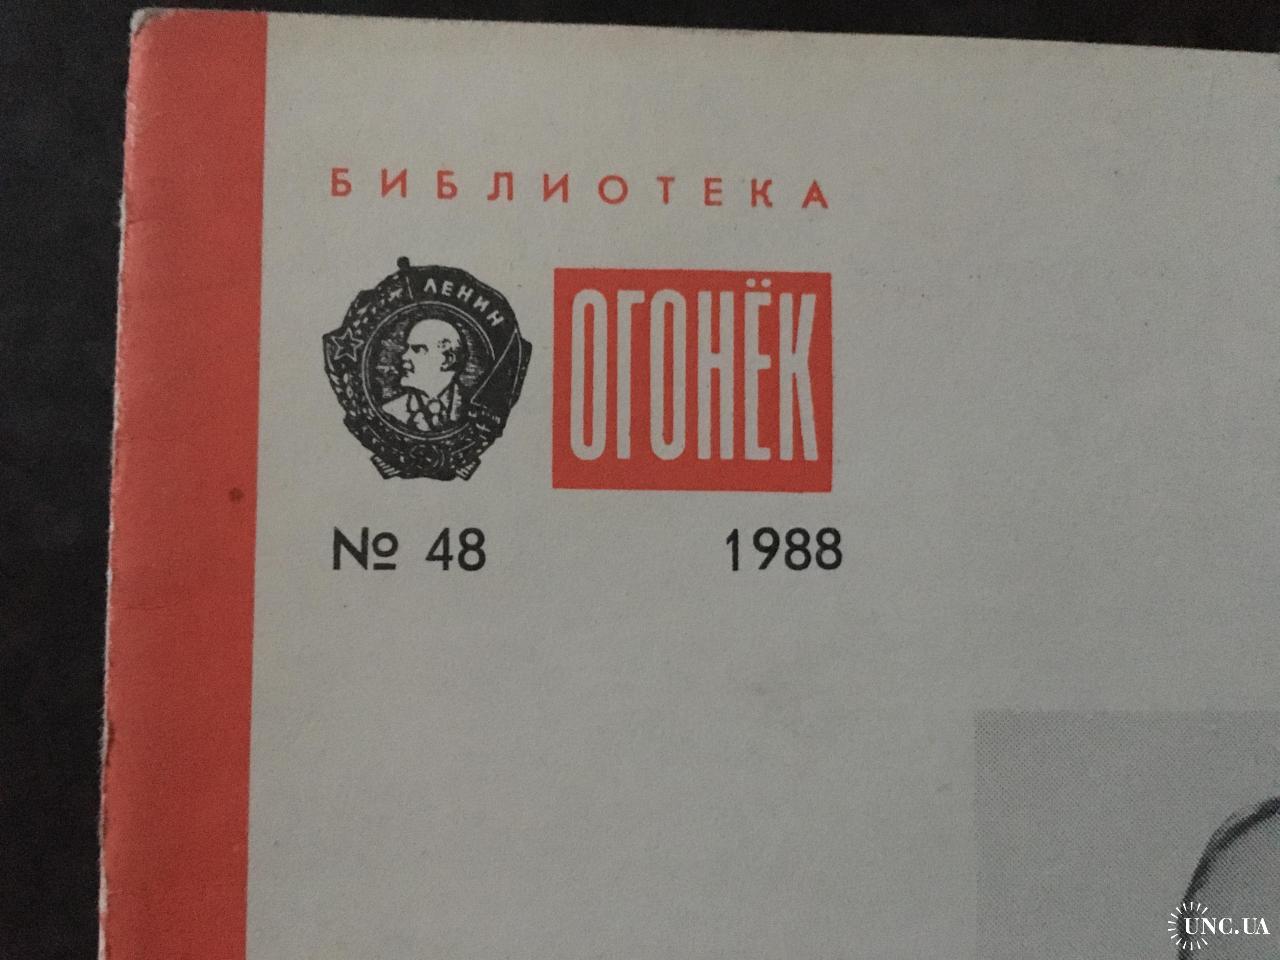 БИБЛИОТЕКА
ЛЕНИН
ОГОНЁК
№ 48 1988
UNC.UA